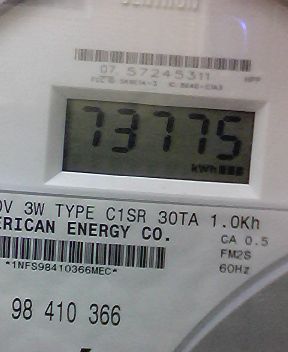 07 57245311
73775
kWh
V 3W TYPE C1SR 30TA 1.0Kh
ERICAN ENERGY CO.
CA 0.5
FM2S
*1NFS98410366MEC*
60Hz
98 410 366